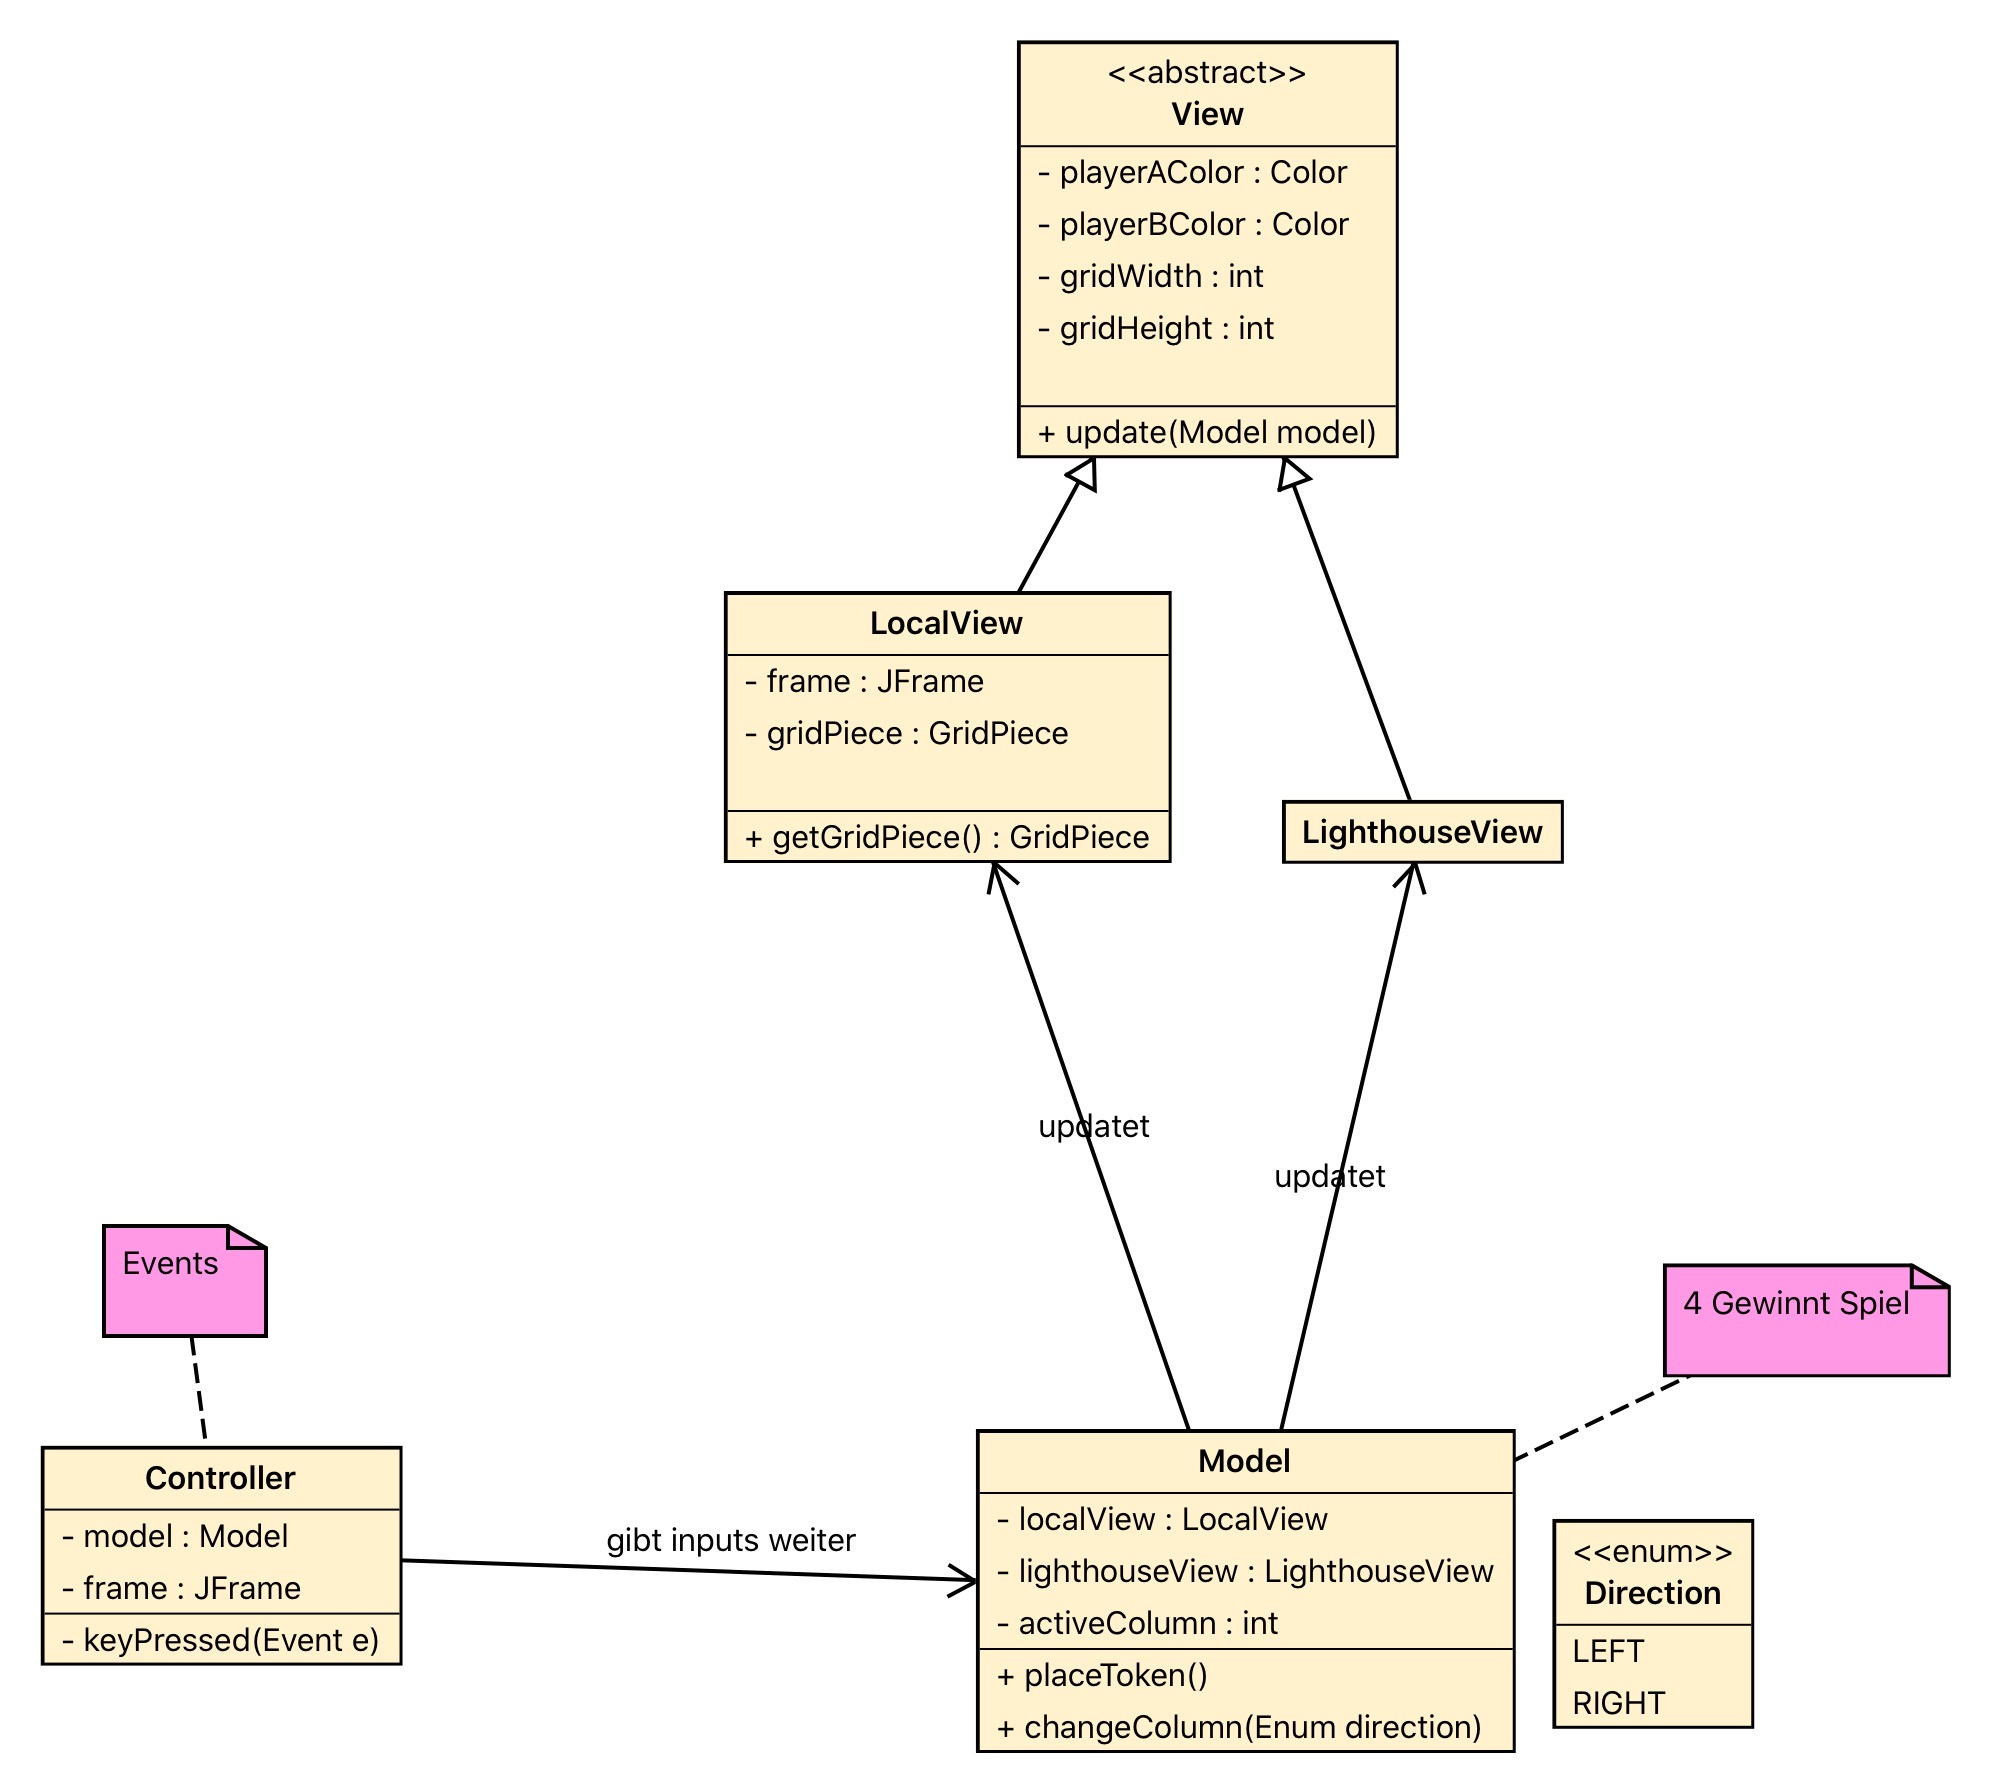 <<abstract>>
View
- playerAColor : Color
- playerBColor : Color
- gridWidth : int
- gridHeight : int
+ update(Model model)
LocalView
- frame : JFrame
- gridPiece : GridPiece
+ getGridPiece() : GridPiece
LighthouseView
updatet
updatet
Events
4 Gewinnt Spiel
Controller
- model : Model
- frame : JFrame
- keyPressed(Event e)
gibt inputs weiter
Model
- localView : LocalView
- lighthouseView : LighthouseView
- activeColumn : int
+ placeToken()
+ changeColumn(Enum direction)
<<enum>>
Direction
LEFT
RIGHT